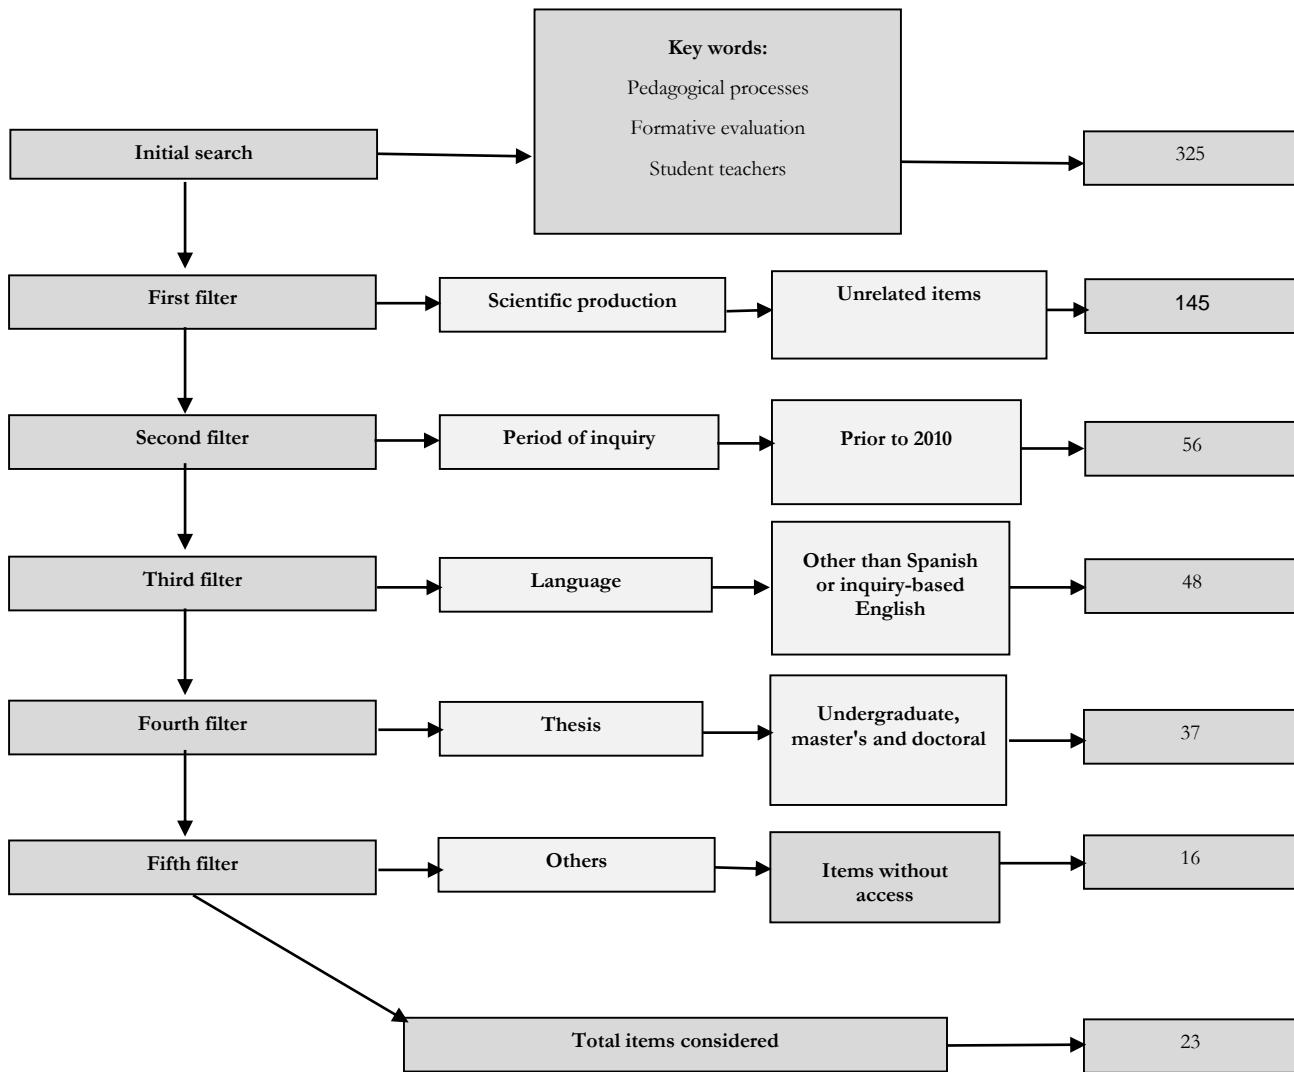 Key words:
Pedagogical processes
Formative evaluation
Student teachers
Initial search
325
First filter
Scientific production
Unrelated items
145
Second filter
Period of inquiry
Prior to 2010
56
Third filter
Language
Other than Spanish
or inquiry-based
English
48
Fourth filter
Thesis
Undergraduate,
master's and doctoral
37
Fifth filter
Others
Items without
access
16
Total items considered
23